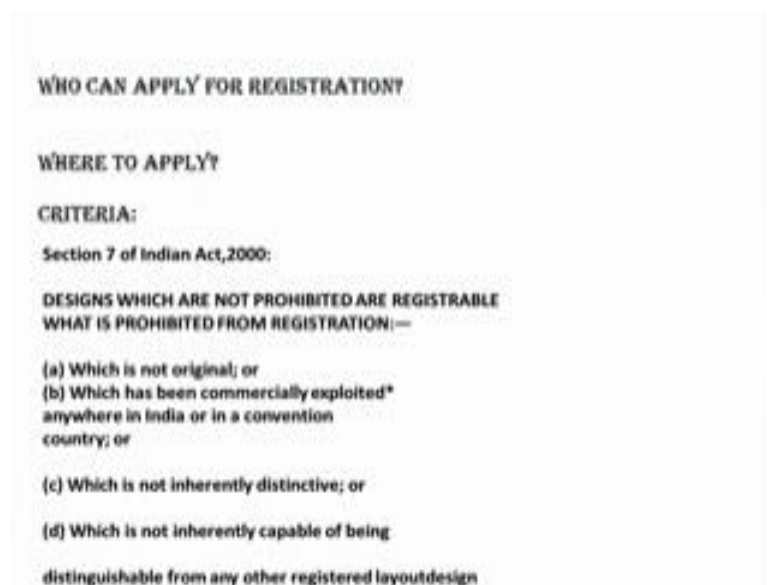 WHO CAN APPLY FOR REGISTRATION?
WHERE TO APPLY?
CRITERIA:
Section 7 of Indian Act,2000:
DESIGNS WHICH ARE NOT PROHIBITED ARE REGISTRABLE
WHAT IS PROHIBITED FROM REGISTRATION:—
(a) Which is not original; or
(b) Which has been commercially exploited*
anywhere in India or in a convention
country; or
(c) Which is not inherently distinctive; or
(d) Which is not inherently capable of being
distinguishable from any other registered layoutdesign